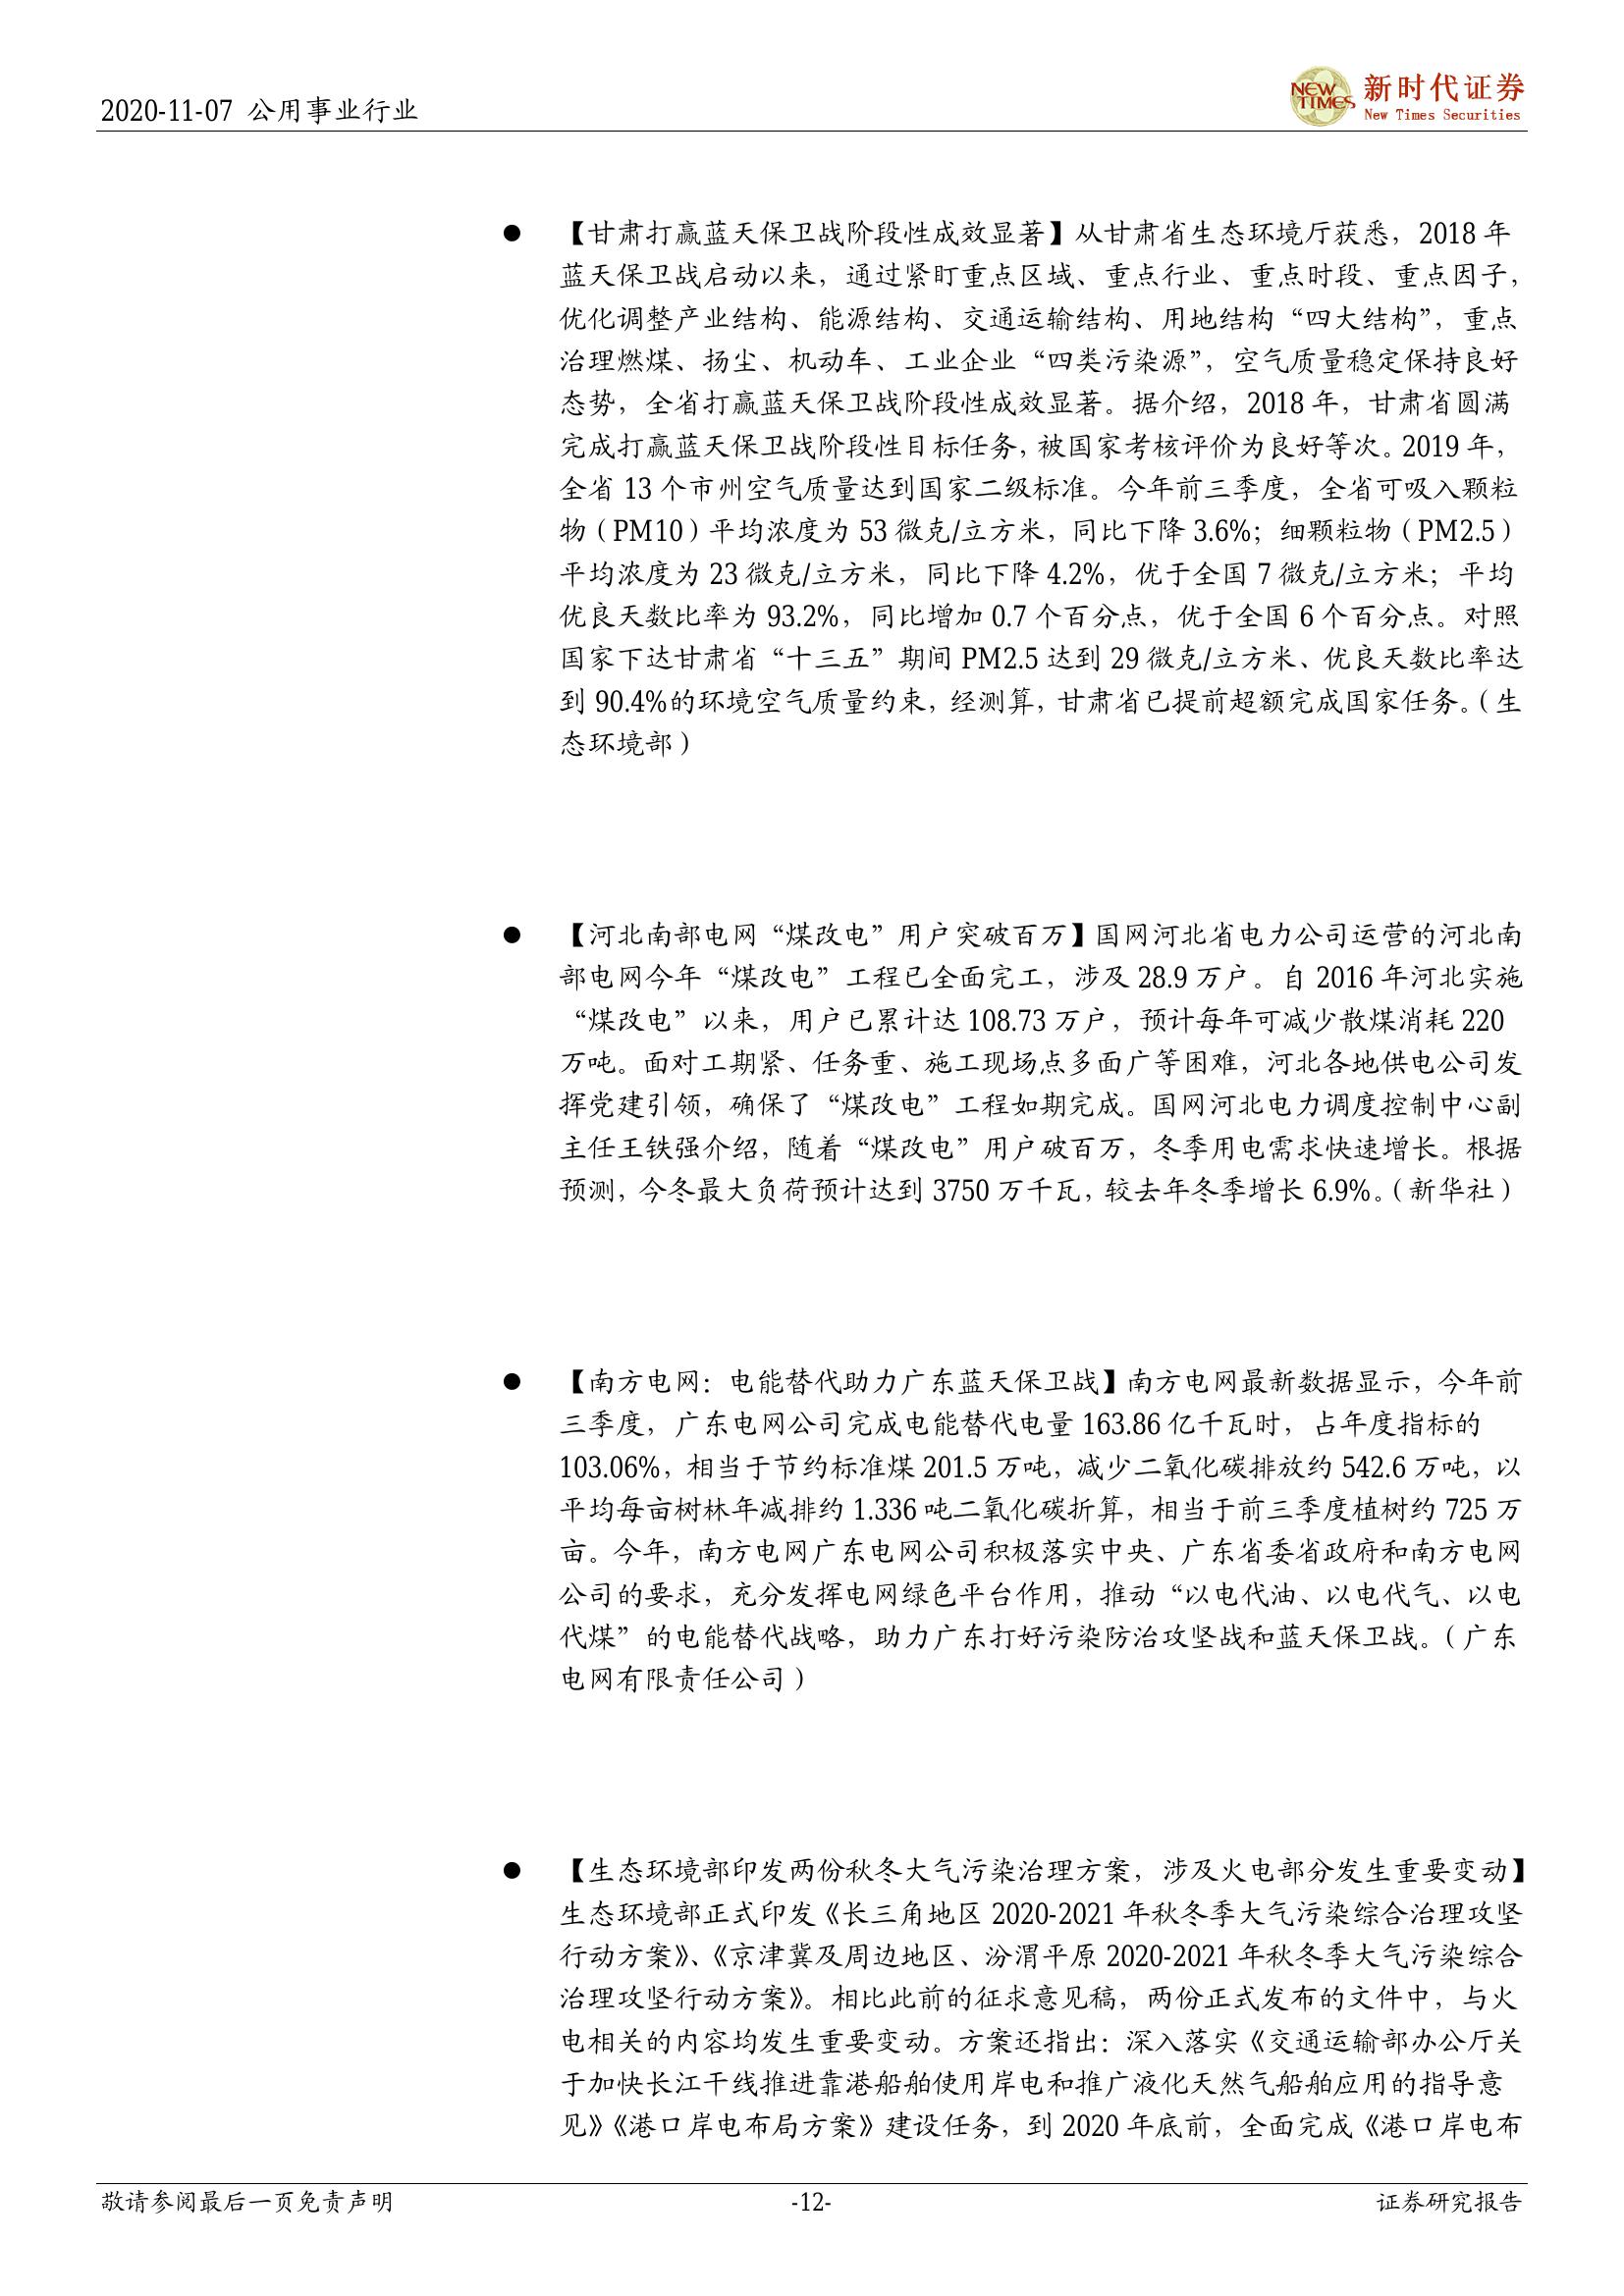 2020-11-07 公用事业行业
NEW TIMES
新时代证券
New Times Securities
● 【甘肃打赢蓝天保卫战阶段性成效显著】从甘肃省生态环境厅获悉，2018 年
蓝天保卫战启动以来，通过紧盯重点区域、重点行业、重点时段、重点因子，
优化调整产业结构、能源结构、交通运输结构、用地结构“四大结构”，重点
治理燃煤、扬尘、机动车、工业企业“四类污染源”，空气质量稳定保持良好
态势，全省打赢蓝天保卫战阶段性成效显著。据介绍，2018 年，甘肃省圆满
完成打赢蓝天保卫战阶段性目标任务，被国家考核评价为良好等次。2019 年，
全省 13 个市州空气质量达到国家二级标准。今年前三季度，全省可吸入颗粒
物（PM10）平均浓度为 53 微克/立方米，同比下降 3.6%；细颗粒物（PM2.5）
平均浓度为 23 微克/立方米，同比下降 4.2%，优于全国 7 微克/立方米；平均
优良天数比率为 93.2%，同比增加 0.7 个百分点，优于全国 6 个百分点。对照
国家下达甘肃省“十三五”期间 PM2.5 达到 29 微克/立方米、优良天数比率达
到 90.4%的环境空气质量约束，经测算，甘肃省已提前超额完成国家任务。（生
态环境部）
● 【河北南部电网“煤改电”用户突破百万】国网河北省电力公司运营的河北南
部电网今年“煤改电”工程已全面完工，涉及 28.9 万户。自 2016 年河北实施
“煤改电”以来，用户已累计达 108.73 万户，预计每年可减少散煤消耗 220
万吨。面对工期紧、任务重、施工现场点多面广等困难，河北各地供电公司发
挥党建引领，确保了“煤改电”工程如期完成。国网河北电力调度控制中心副
主任王铁强介绍，随着“煤改电”用户破百万，冬季用电需求快速增长。根据
预测，今冬最大负荷预计达到 3750 万千瓦，较去年冬季增长 6.9%。（新华社）
● 【南方电网：电能替代助力广东蓝天保卫战】南方电网最新数据显示，今年前
三季度，广东电网公司完成电能替代电量 163.86 亿千瓦时，占年度指标的
103.06%，相当于节约标准煤 201.5 万吨，减少二氧化碳排放约 542.6 万吨，以
平均每亩树林年减排约 1.336 吨二氧化碳折算，相当于前三季度植树约 725 万
亩。今年，南方电网广东电网公司积极落实中央、广东省委省政府和南方电网
公司的要求，充分发挥电网绿色平台作用，推动“以电代油、以电代气、以电
代煤”的电能替代战略，助力广东打好污染防治攻坚战和蓝天保卫战。（广东
电网有限责任公司）
● 【生态环境部印发两份秋冬大气污染治理方案，涉及火电部分发生重要变动】
生态环境部正式印发《长三角地区 2020-2021 年秋冬季大气污染综合治理攻坚
行动方案》、《京津冀及周边地区、汾渭平原 2020-2021 年秋冬季大气污染综合
治理攻坚行动方案》。相比此前的征求意见稿，两份正式发布的文件中，与火
电相关的内容均发生重要变动。方案还指出：深入落实《交通运输部办公厅关
于加快长江干线推进靠港船舶使用岸电和推广液化天然气船舶应用的指导意
见》《港口岸电布局方案》建设任务，到 2020 年底前，全面完成《港口岸电布
敬请参阅最后一页免责声明
-12-
证券研究报告